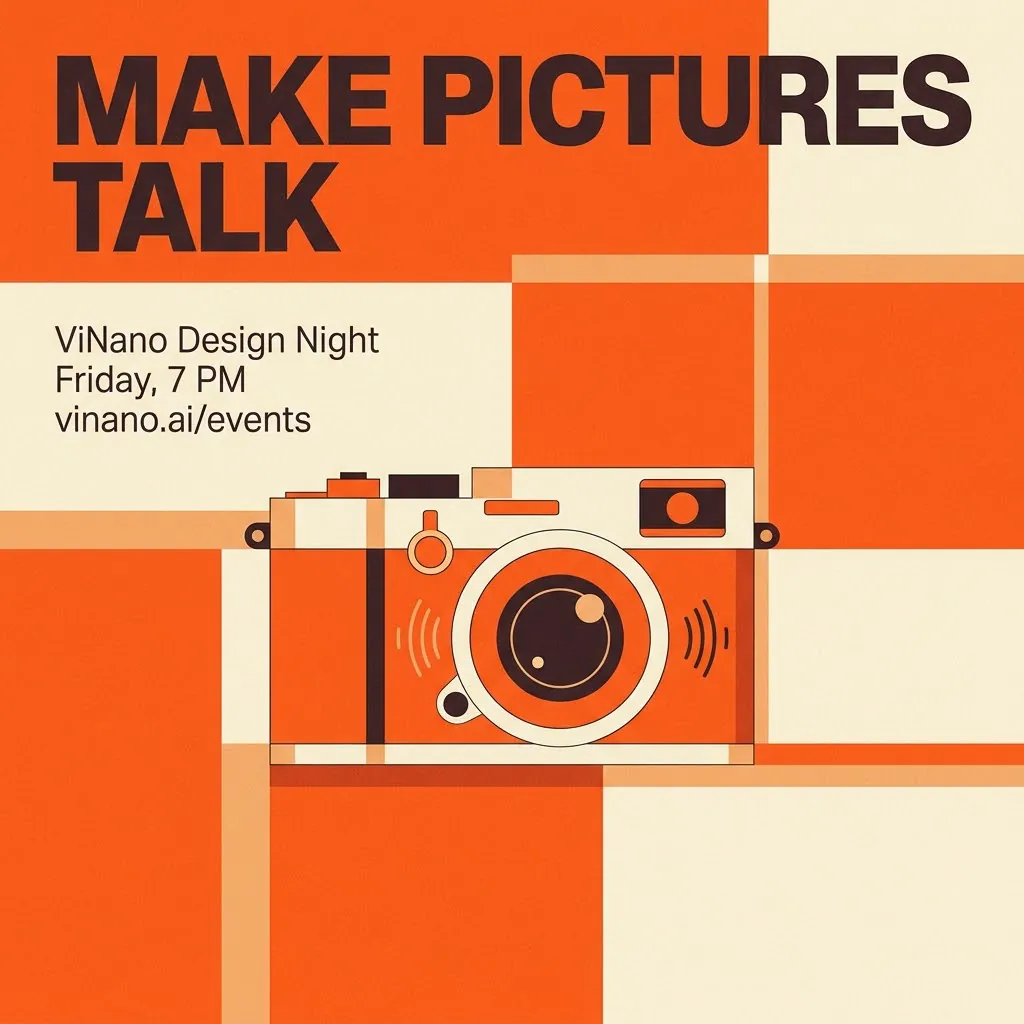 MAKE PICTURES
TALK
ViNano Design Night
Friday, 7 PM
vinano.ai/events